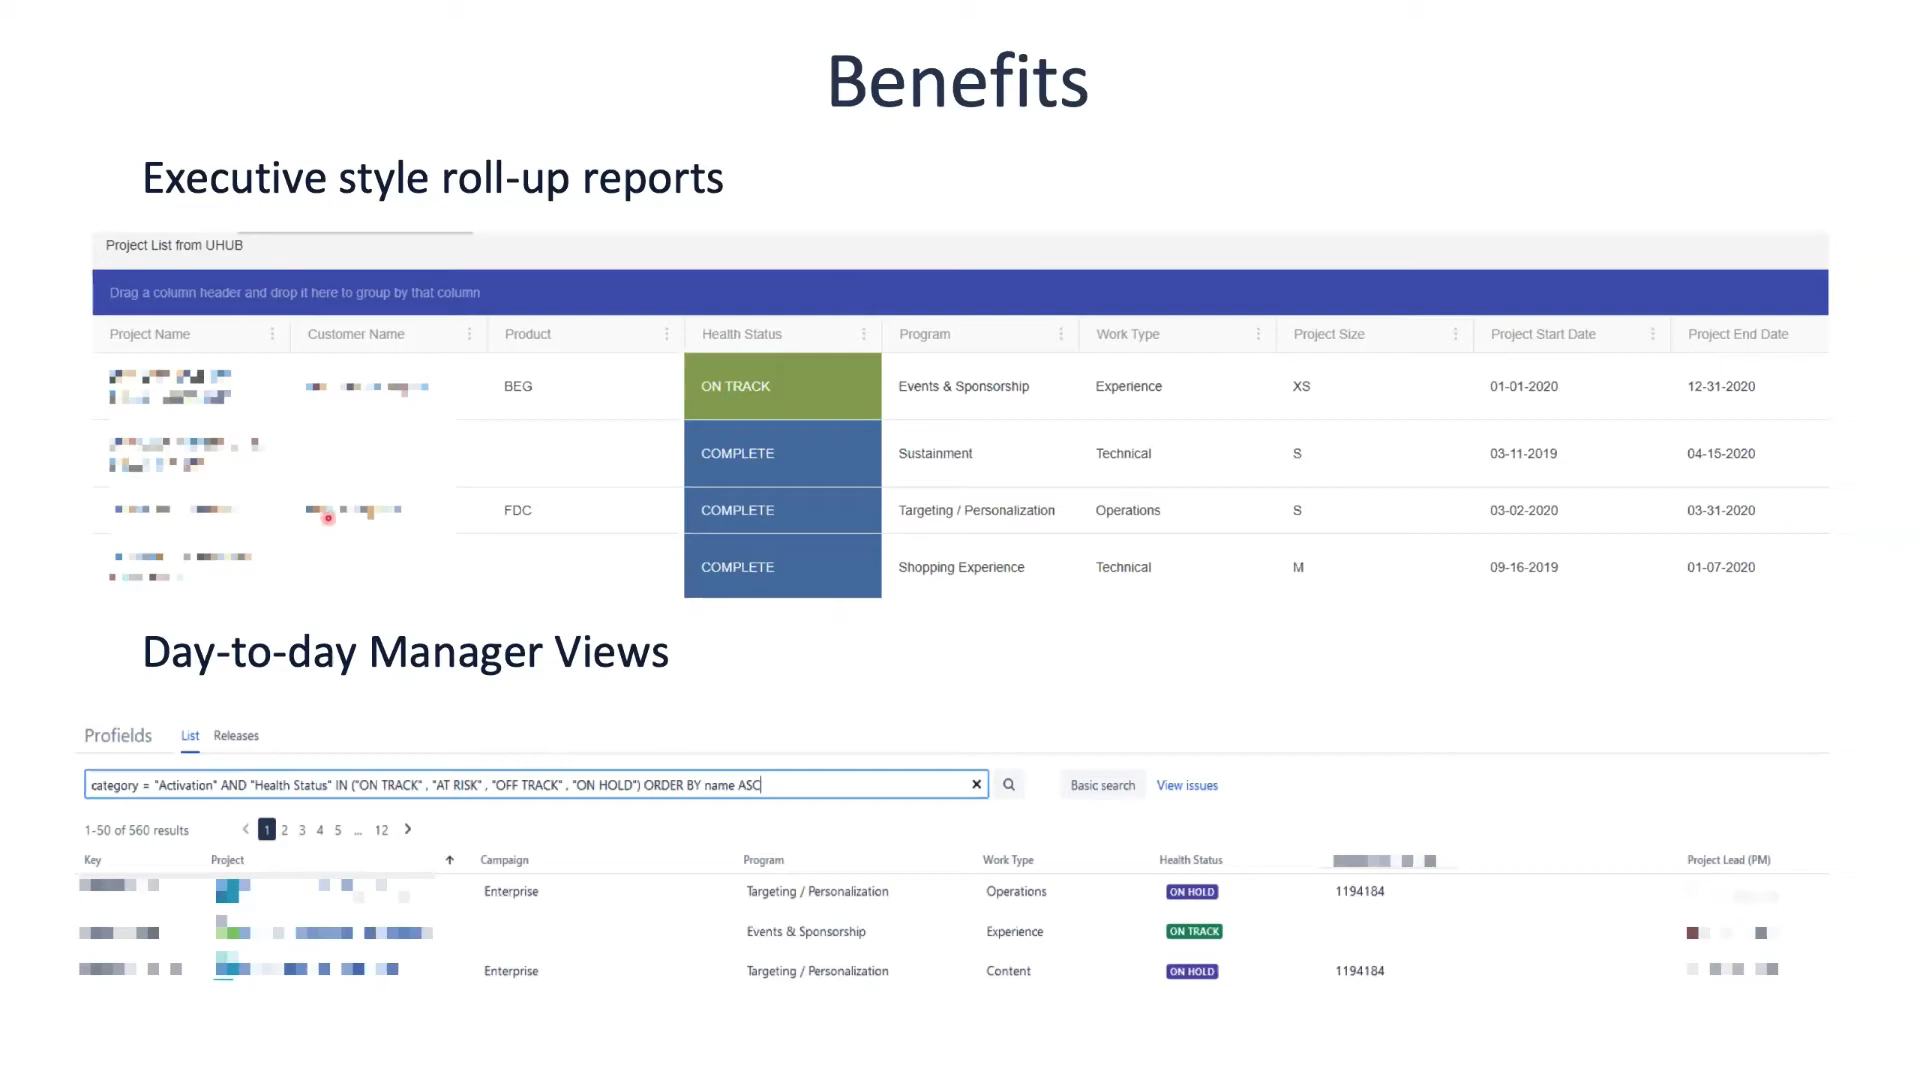 Benefits
Executive style roll-up reports
Project List from UHUB
Drag a column header and drop it here to group by that column
Project Name Customer Name Product Health Status Program Work Type Project Size Project Start Date Project End Date
BEG ON TRACK Events & Sponsorship Experience XS 01-01-2020 12-31-2020
COMPLETE Sustainment Technical S 03-11-2019 04-15-2020
FDC COMPLETE Targeting / Personalization Operations S 03-02-2020 03-31-2020
COMPLETE Shopping Experience Technical M 09-16-2019 01-07-2020
Day-to-day Manager Views
Profields List Releases
category = "Activation" AND "Health Status" IN ("ON TRACK" , "AT RISK" , "OFF TRACK" , "ON HOLD") ORDER BY name ASC
Basic search View issues
1-50 of 560 results 1 2 3 4 5 ... 12
Key Project Campaign Program Work Type Health Status Project Lead (PM)
Enterprise Targeting / Personalization Operations ON HOLD 1194184
Events & Sponsorship Experience ON TRACK
Enterprise Targeting / Personalization Content ON HOLD 1194184